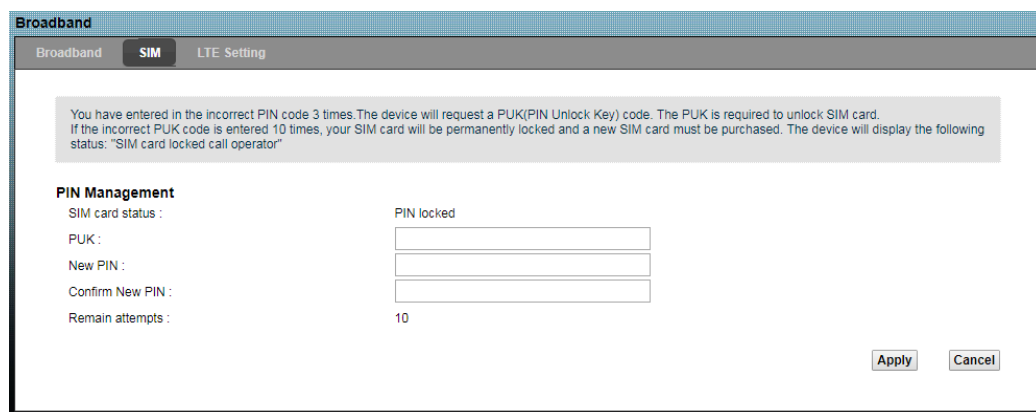 Broadband
Broadband SIM LTE Setting
You have entered in the incorrect PIN code 3 times.The device will request a PUK(PIN Unlock Key) code. The PUK is required to unlock SIM card.
If the incorrect PUK code is entered 10 times, your SIM card will be permanently locked and a new SIM card must be purchased. The device will display the following
status: "SIM card locked call operator"
PIN Management
SIM card status : PIN locked
PUK :
New PIN :
Confirm New PIN :
Remain attempts : 10
Apply Cancel